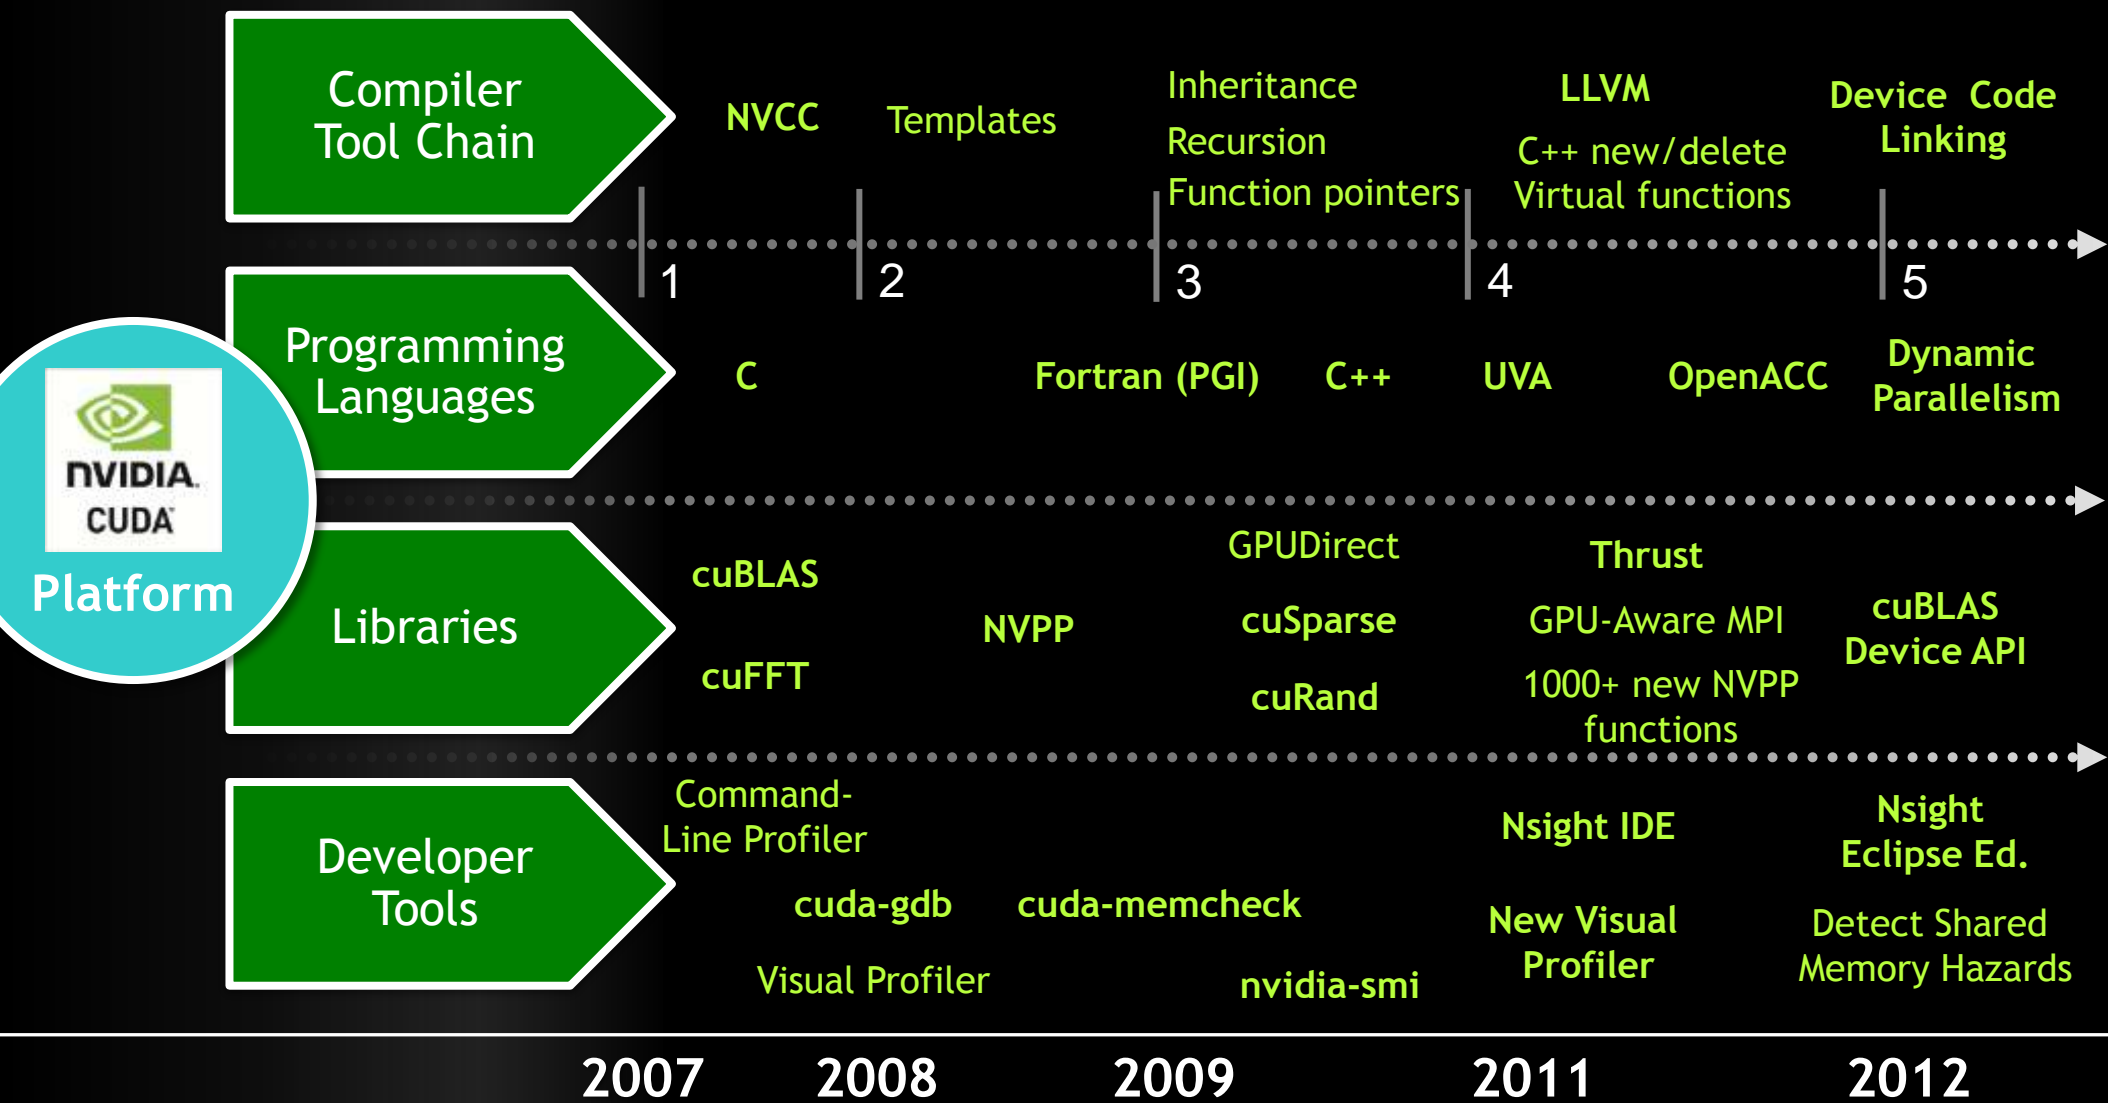 Compiler
Tool Chain
NVCC
Templates
Inheritance
Recursion
Function pointers
LLVM
C++ new/delete
Virtual functions
Device Code
Linking
1
2
3
4
5
Programming
Languages
C
Fortran (PGI)
C++
UVA
OpenACC
Dynamic
Parallelism
NVIDIA.
CUDA
Platform
Libraries
cuBLAS
cuFFT
NVPP
GPUDirect
cuSparse
cuRand
Thrust
GPU-Aware MPI
1000+ new NVPP
functions
cuBLAS
Device API
Developer
Tools
Command-
Line Profiler
cuda-gdb
Visual Profiler
cuda-memcheck
nvidia-smi
Nsight IDE
New Visual
Profiler
Nsight
Eclipse Ed.
Detect Shared
Memory Hazards
2007
2008
2009
2011
2012